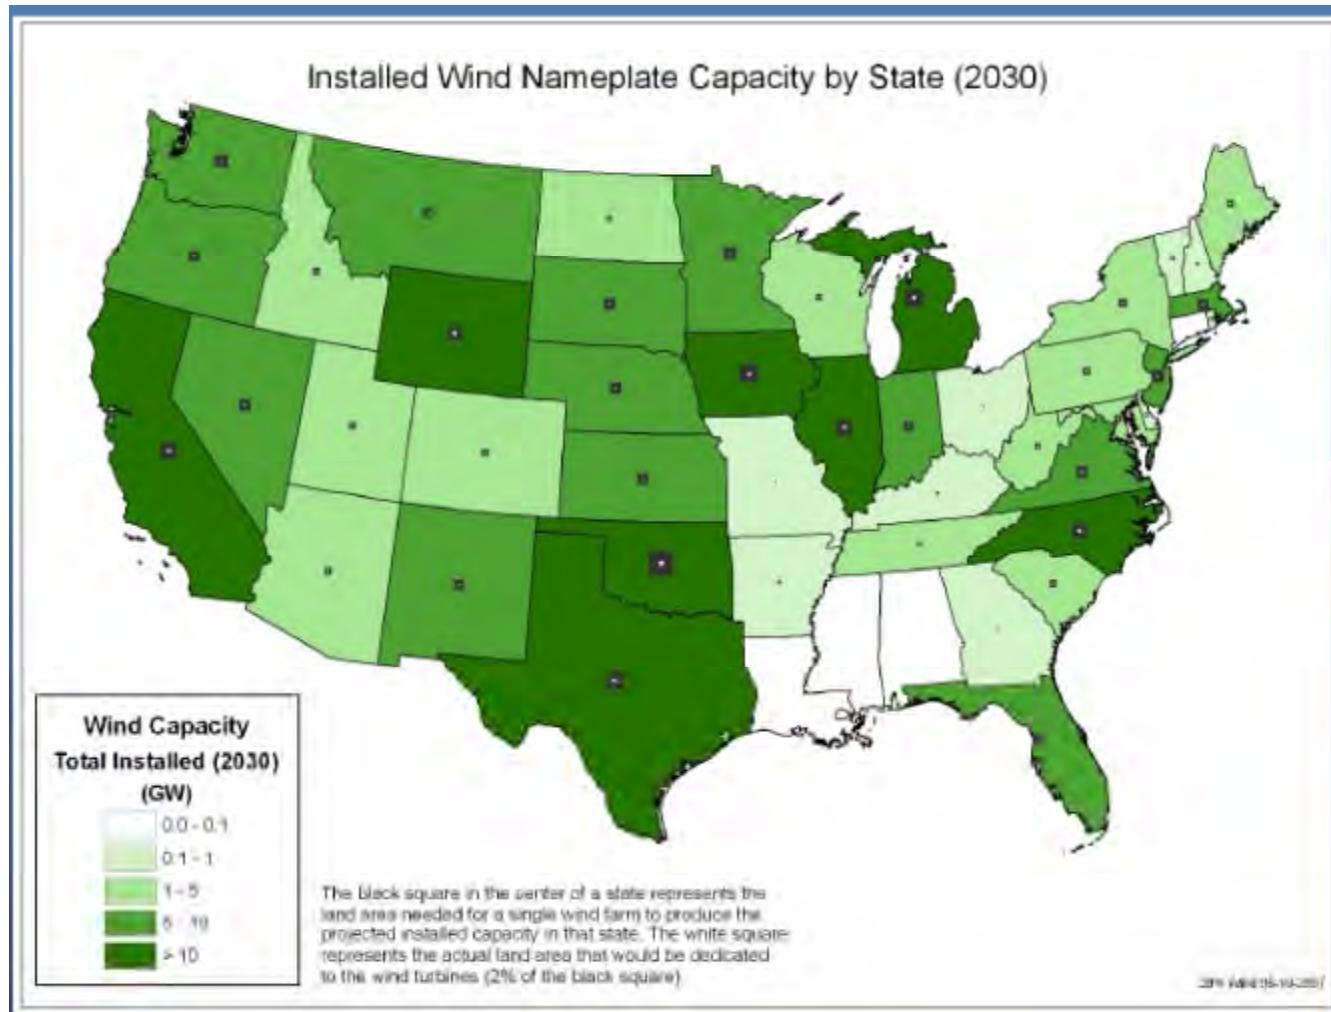 Installed Wind Nameplate Capacity by State (2030)
Wind Capacity
Total Installed (2030)
(GW)
0.0 - 0.1
0.1 - 1
1 - 5
5 - 10
> 10
The black square in the center of a state represents the
land area needed for a single wind farm to produce the
projected installed capacity in that state. The white square
represents the actual land area that would be dedicated
to the wind turbines (2% of the black square)